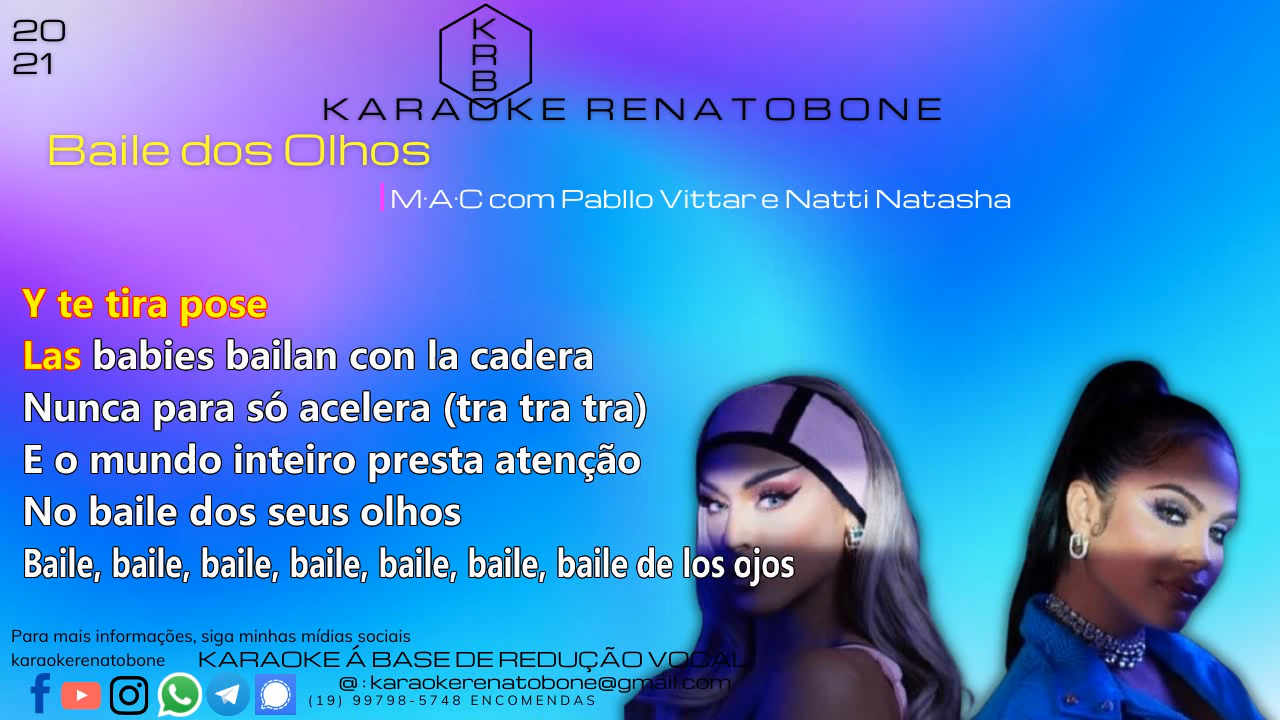 20
21
K
R
B
KARAOKE RENATOBONE
Baile dos Olhos
M·A·C com Pabllo Vittar e Natti Natasha
Y te tira pose
Las babies bailan con la cadera
Nunca para só acelera (tra tra tra)
E o mundo inteiro presta atenção
No baile dos seus olhos
Baile, baile, baile, baile, baile, baile, baile de los ojos
Para mais informações, siga minhas mídias sociais
karaokerenatobone
KARAOKE Á BASE DE REDUÇÃO VOCAL
@ : karaokerenatobone@gmail.com
(19) 99798-5748 ENCOMENDAS